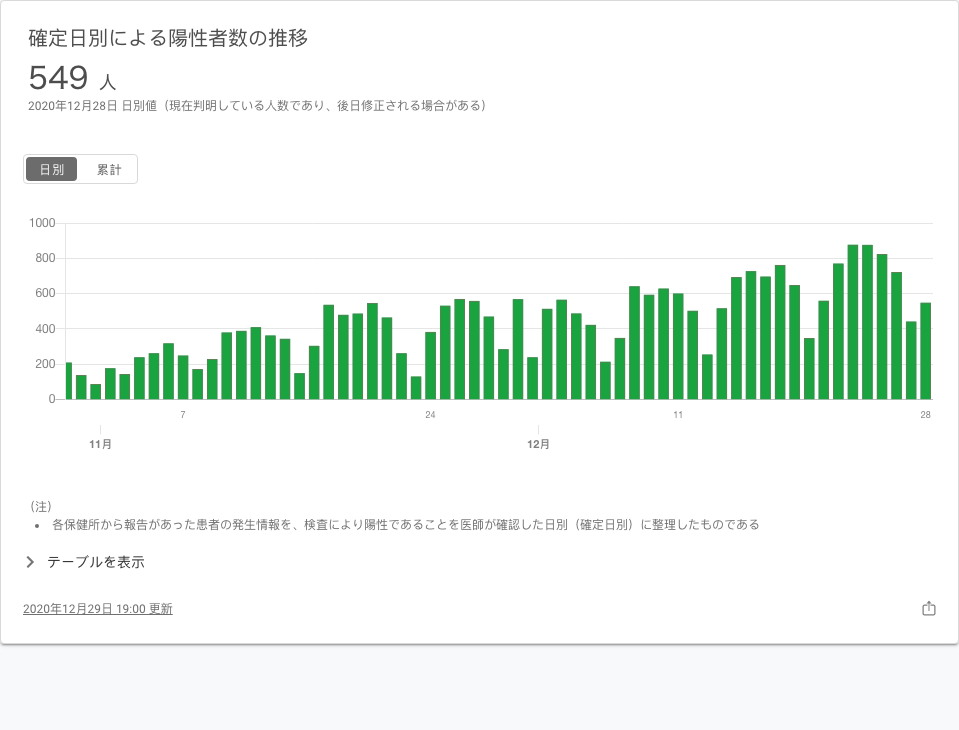 確定日別による陽性者数の推移
549 人
2020年12月28日 日別値（現在判明している人数であり、後日修正される場合がある）
日別 累計
1000
800
600
400
200
0
7 24 11 28
11月 12月
（注）
• 各保健所から報告があった患者の発生情報を、検査により陽性であることを医師が確認した日別（確定日別）に整理したものである
テーブルを表示
2020年12月29日 19:00 更新